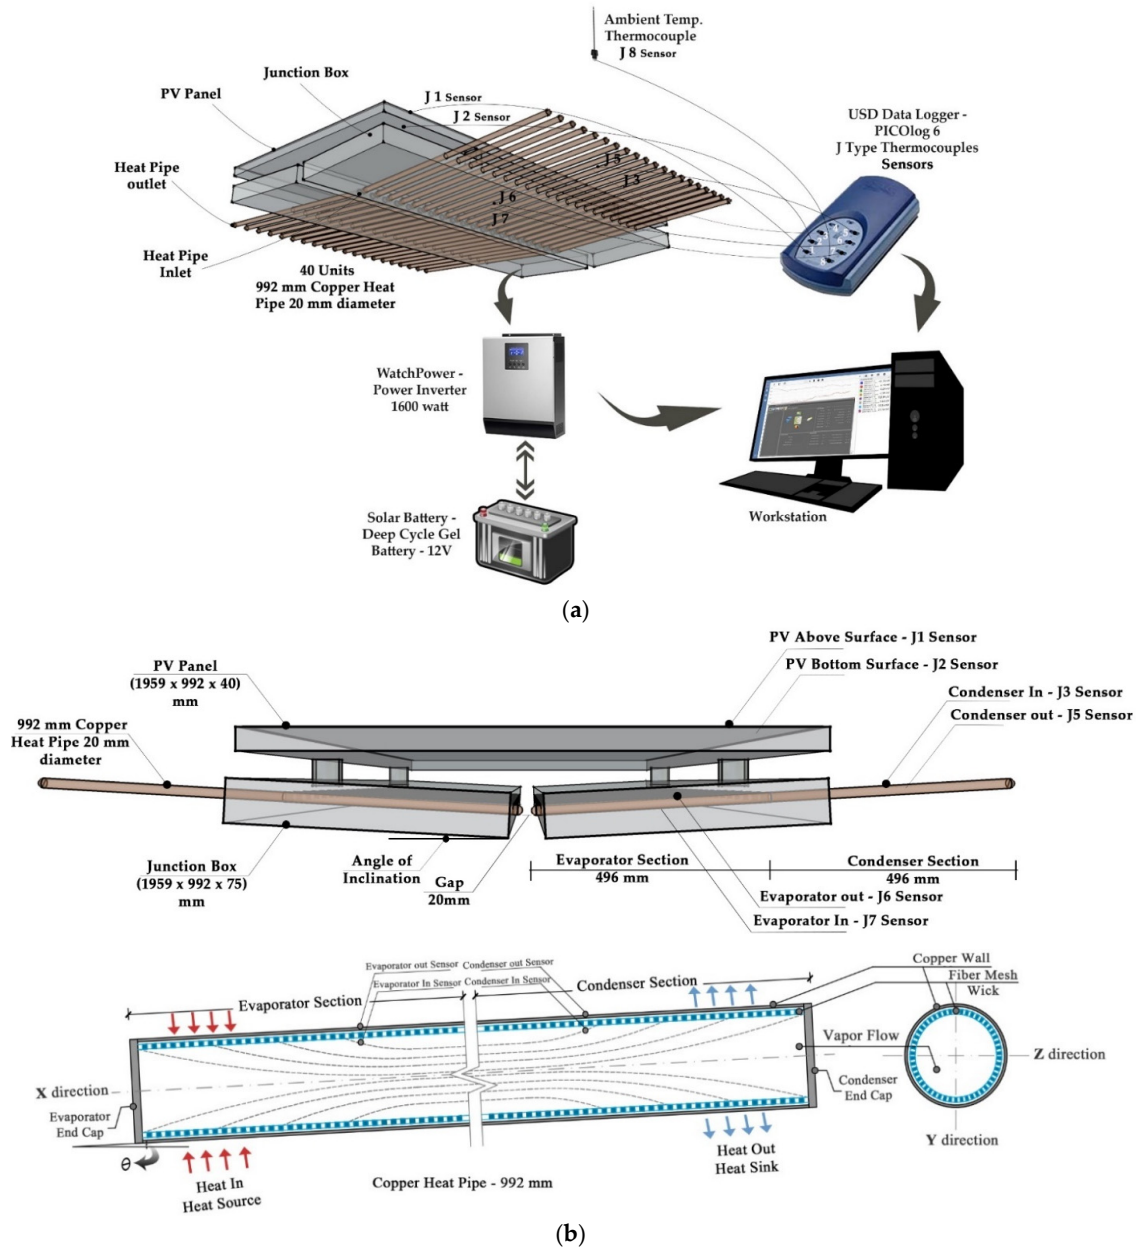 Ambient Temp.
Thermocouple
J 8 Sensor
Junction Box
PV Panel
J 1 Sensor
J 2 Sensor
USD Data Logger -
PICOlog 6
J Type Thermocouples
Sensors
Heat Pipe
outlet
J 5
J 3
J 6
J 7
Heat Pipe
Inlet
40 Units
992 mm Copper Heat
Pipe 20 mm diameter
WatchPower -
Power Inverter
1600 watt
Solar Battery -
Deep Cycle Gel
Battery - 12V
Workstation
(a)
PV Above Surface - J1 Sensor
PV Panel
(1959 x 992 x 40)
mm
PV Bottom Surface - J2 Sensor
Condenser In - J3 Sensor
Condenser out - J5 Sensor
992 mm Copper
Heat Pipe 20 mm
diameter
Junction Box
(1959 x 992 x 75)
mm
Angle of
Inclination
Gap
20mm
Evaporator Section
496 mm
Condenser Section
496 mm
Evaporator out - J6 Sensor
Evaporator In - J7 Sensor
Evaporator out Sensor
Condenser out Sensor
Evaporator In Sensor
Condenser In Sensor
Evaporator Section
Condenser Section
Copper Wall
Fiber Mesh
Wick
Vapor Flow
Z direction
X direction
Evaporator
End Cap
Condenser
End Cap
Y direction
θ
Heat In
Heat Source
Copper Heat Pipe - 992 mm
Heat Out
Heat Sink
(b)